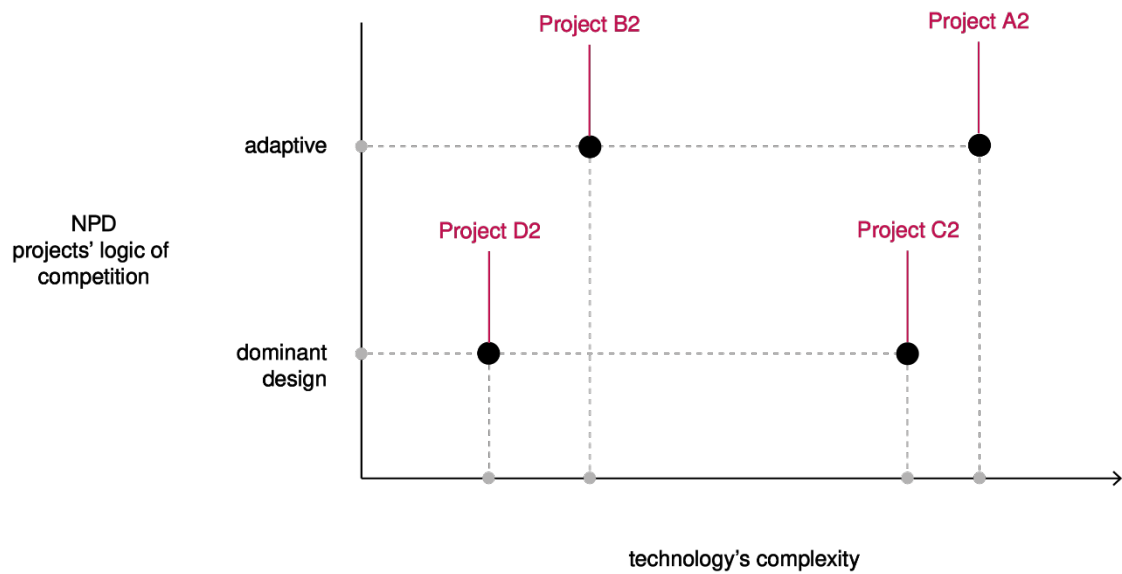 Project B2
Project A2
adaptive
NPD
projects’ logic of
competition
Project D2
Project C2
dominant
design
technology’s complexity